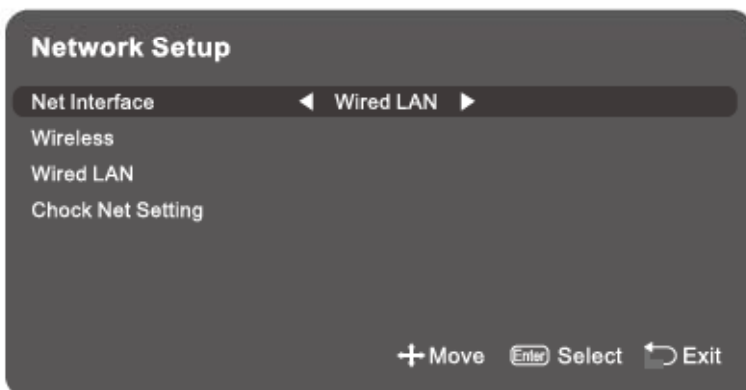 Network Setup
Net Interface Wired LAN
Wireless
Wired LAN
Chock Net Setting
Move Enter Select Exit